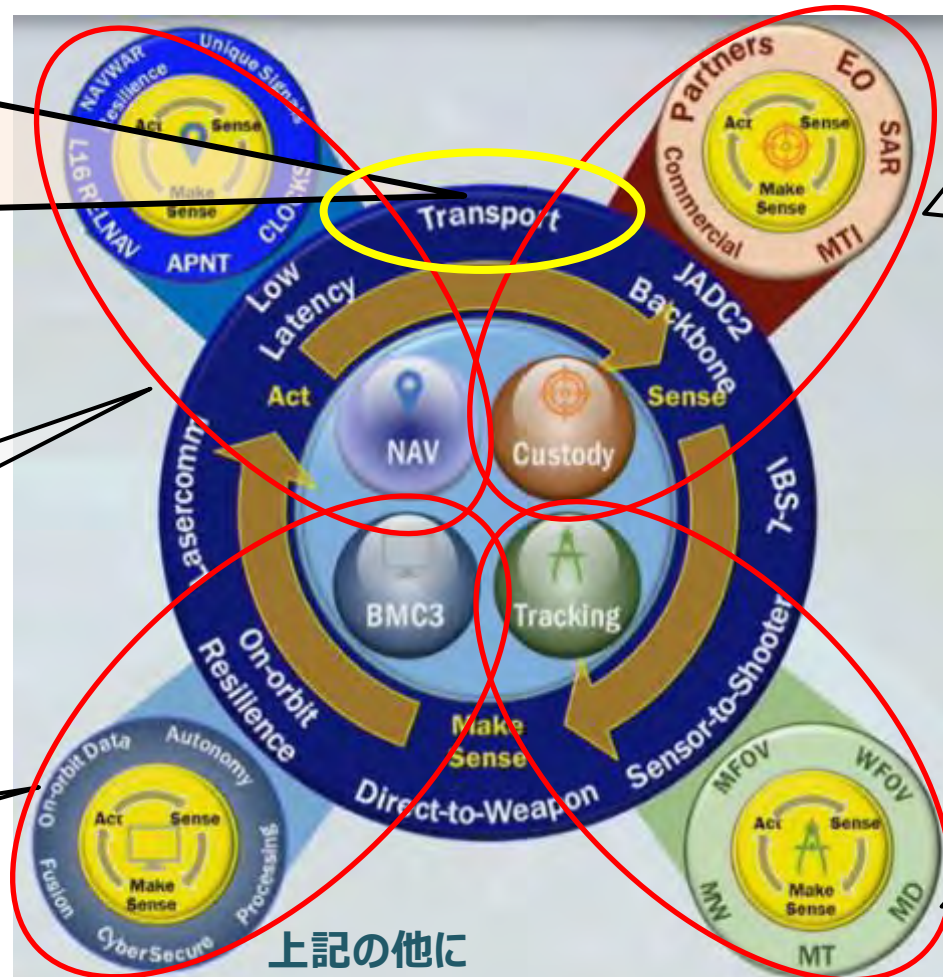 NAVWAR
Resilience
Unique Signals
L16 RELNAV
APNT
CLOCKS
Act
Sense
Make
Sense
Partners
EO
SAR
MTI
Commercial
Act
Sense
Make
Sense
Transport
Low
Latency
JADC2
Backbone
Act
Sense
NAV
Custody
Lasercomm
IBS-L
BMC3
Tracking
On-orbit
Resilience
Make
Sense
Direct-to-Weapon
Sensor-to-Shooter
On-orbit Data
Autonomy
Processing
CyberSecure
Fusion
Act
Sense
Make
Sense
MFOV
WFOV
MD
MT
MW
Act
Sense
Make
Sense
上記の他に